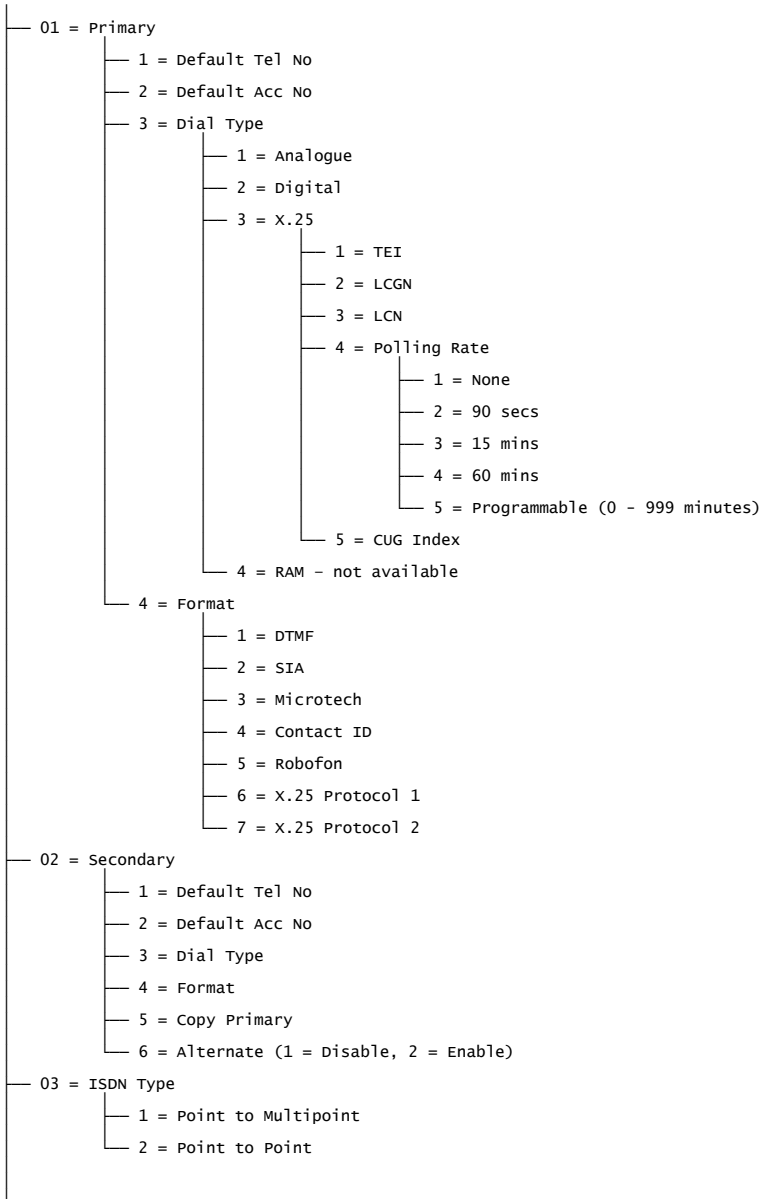 01 = Primary
1 = Default Tel No
2 = Default Acc No
3 = Dial Type
1 = Analogue
2 = Digital
3 = X.25
1 = TEI
2 = LCGN
3 = LCN
4 = Polling Rate
1 = None
2 = 90 secs
3 = 15 mins
4 = 60 mins
5 = Programmable (0 - 999 minutes)
5 = CUG Index
4 = RAM – not available
4 = Format
1 = DTMF
2 = SIA
3 = Microtech
4 = Contact ID
5 = Robofon
6 = X.25 Protocol 1
7 = X.25 Protocol 2
02 = Secondary
1 = Default Tel No
2 = Default Acc No
3 = Dial Type
4 = Format
5 = Copy Primary
6 = Alternate (1 = Disable, 2 = Enable)
03 = ISDN Type
1 = Point to Multipoint
2 = Point to Point